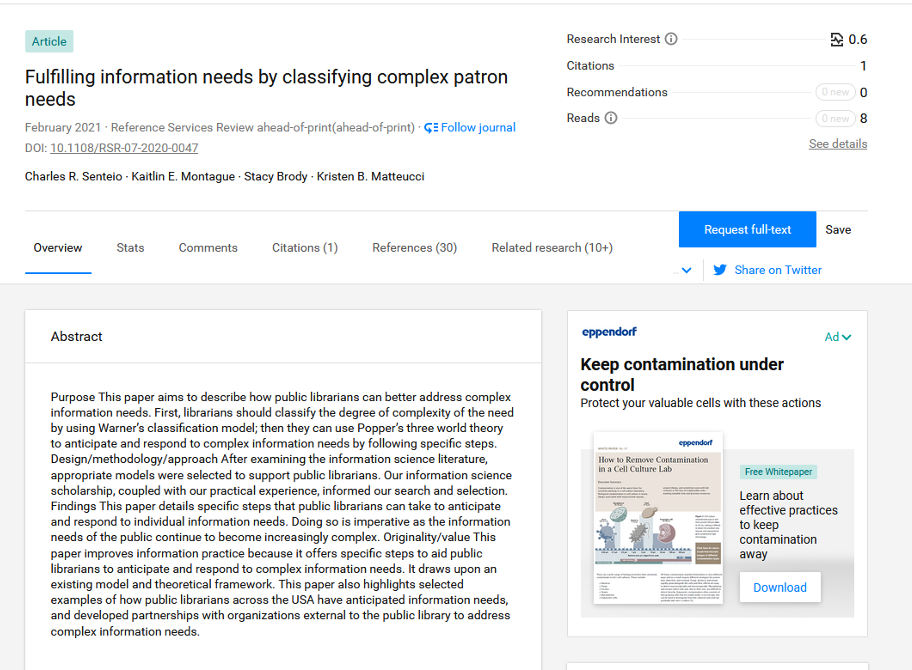 Article
Fulfilling information needs by classifying complex patron
needs
February 2021 · Reference Services Review ahead-of-print(ahead-of-print) · Follow journal
DOI: 10.1108/RSR-07-2020-0047
Charles R. Senteio · Kaitlin E. Montague · Stacy Brody · Kristen B. Matteucci
Research Interest 0.6
Citations 1
Recommendations 0 new 0
Reads 0 new 8
See details
Overview Stats Comments Citations (1) References (30) Related research (10+)
Request full-text Save
Share on Twitter
Abstract
Purpose This paper aims to describe how public librarians can better address complex
information needs. First, librarians should classify the degree of complexity of the need
by using Warner's classification model; then they can use Popper's three world theory
to anticipate and respond to complex information needs by following specific steps.
Design/methodology/approach After examining the information science literature,
appropriate models were selected to support public librarians. Our information science
scholarship, coupled with our practical experience, informed our search and selection.
Findings This paper details specific steps that public librarians can take to anticipate
and respond to individual information needs. Doing so is imperative as the information
needs of the public continue to become increasingly complex. Originality/value This
paper improves information practice because it offers specific steps to aid public
librarians to anticipate and respond to complex information needs. It draws upon an
existing model and theoretical framework. This paper also highlights selected
examples of how public librarians across the USA have anticipated information needs,
and developed partnerships with organizations external to the public library to address
complex information needs.
eppendorf
Ad
Keep contamination under
control
Protect your valuable cells with these actions
eppendorf
How to Remove Contamination
in a Cell Culture Lab
Free Whitepaper
Learn about
effective practices
to keep
contamination
away
Download